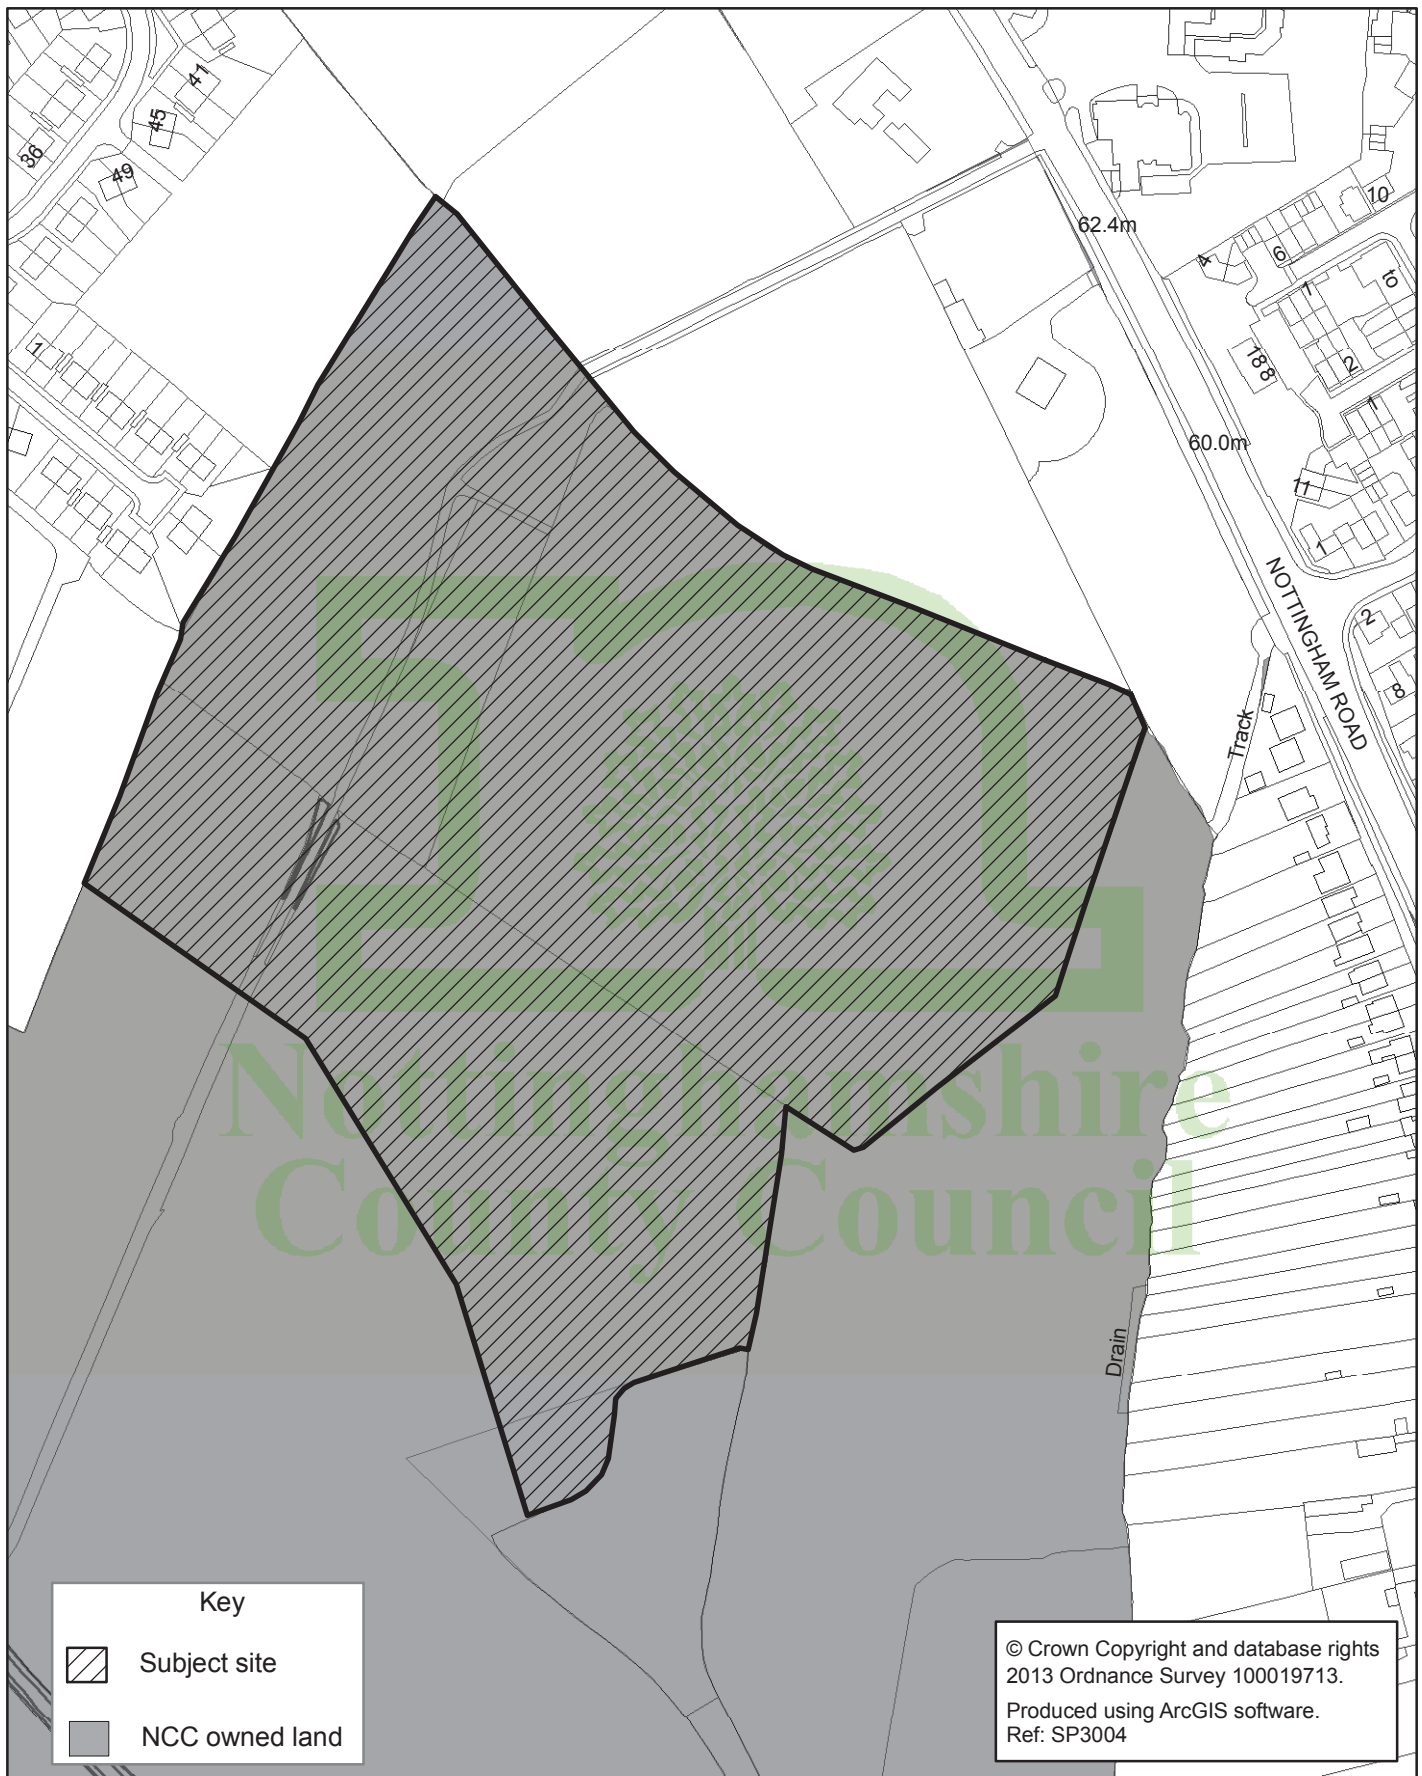 41
45
36
49
10
62.4m
4
6
1
to
188
2
1
1
60.0m
11
1
NOTTINGHAM ROAD
2
8
Track
Nottinghamshire
County Council
Drain
Key
Subject site
NCC owned land
© Crown Copyright and database rights
2013 Ordnance Survey 100019713.
Produced using ArcGIS software.
Ref: SP3004